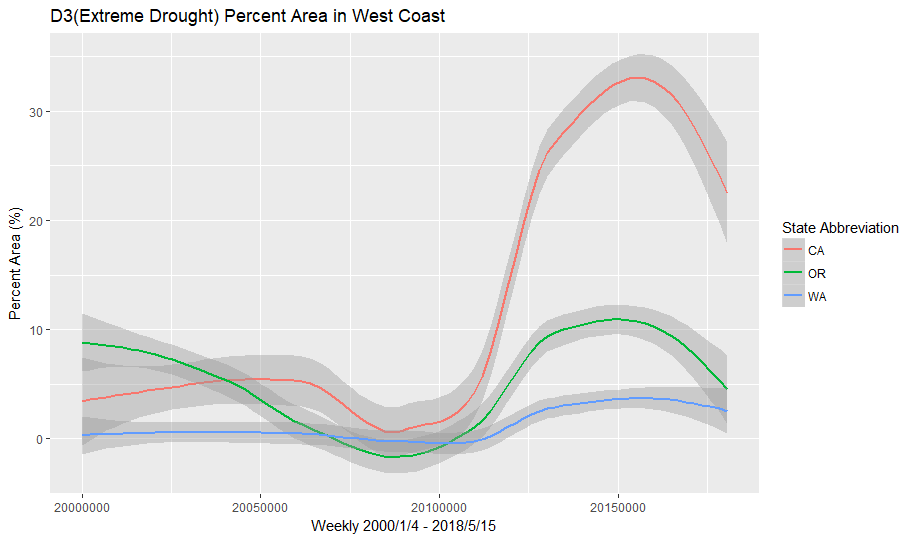 D3(Extreme Drought) Percent Area in West Coast
Percent Area (%)
30
20
10
0
20000000
20050000
20100000
20150000
Weekly 2000/1/4 - 2018/5/15
State Abbreviation
CA
OR
WA